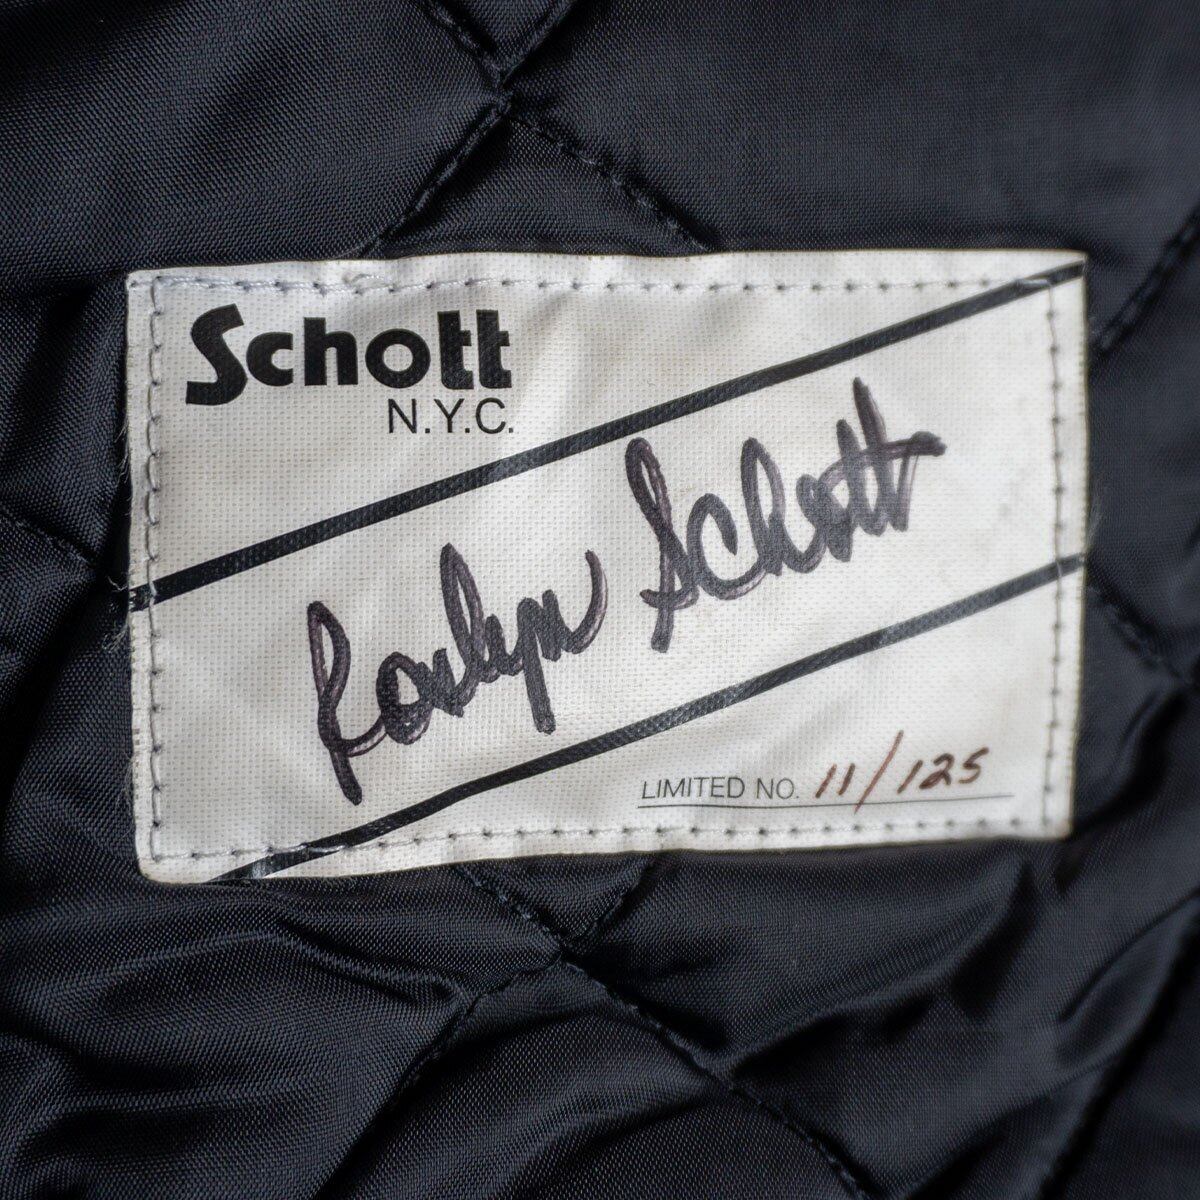 Schott
N.Y.C.
Roslyn Schott
LIMITED NO. 11/125